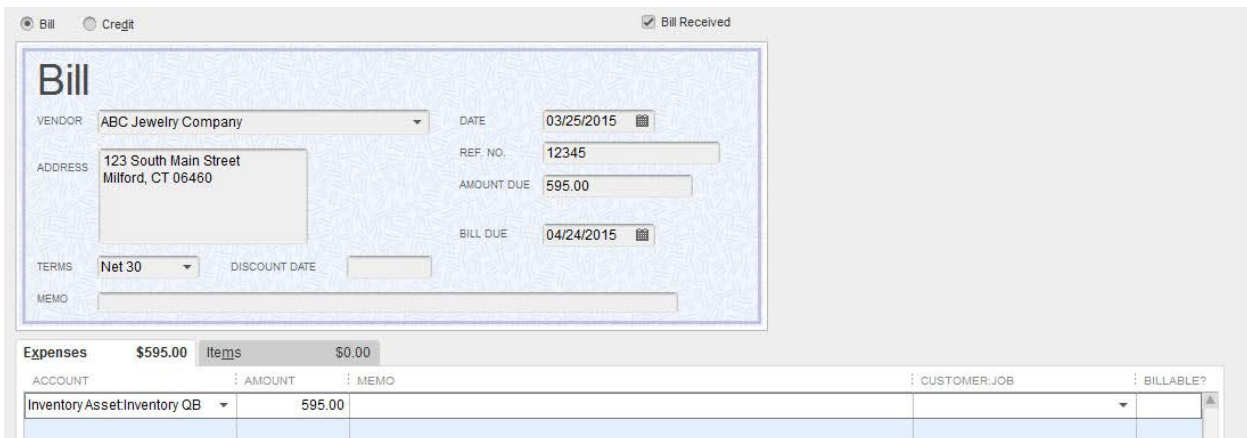 Bill Credit Bill Received
Bill
VENDOR ABC Jewelry Company DATE 03/25/2015
ADDRESS 123 South Main Street REF. NO. 12345
Milford, CT 06460
AMOUNT DUE 595.00
BILL DUE 04/24/2015
TERMS Net 30 DISCOUNT DATE
MEMO
Expenses $595.00 Items $0.00
ACCOUNT AMOUNT MEMO CUSTOMER:JOB BILLABLE?
Inventory Asset:Inventory QB 595.00